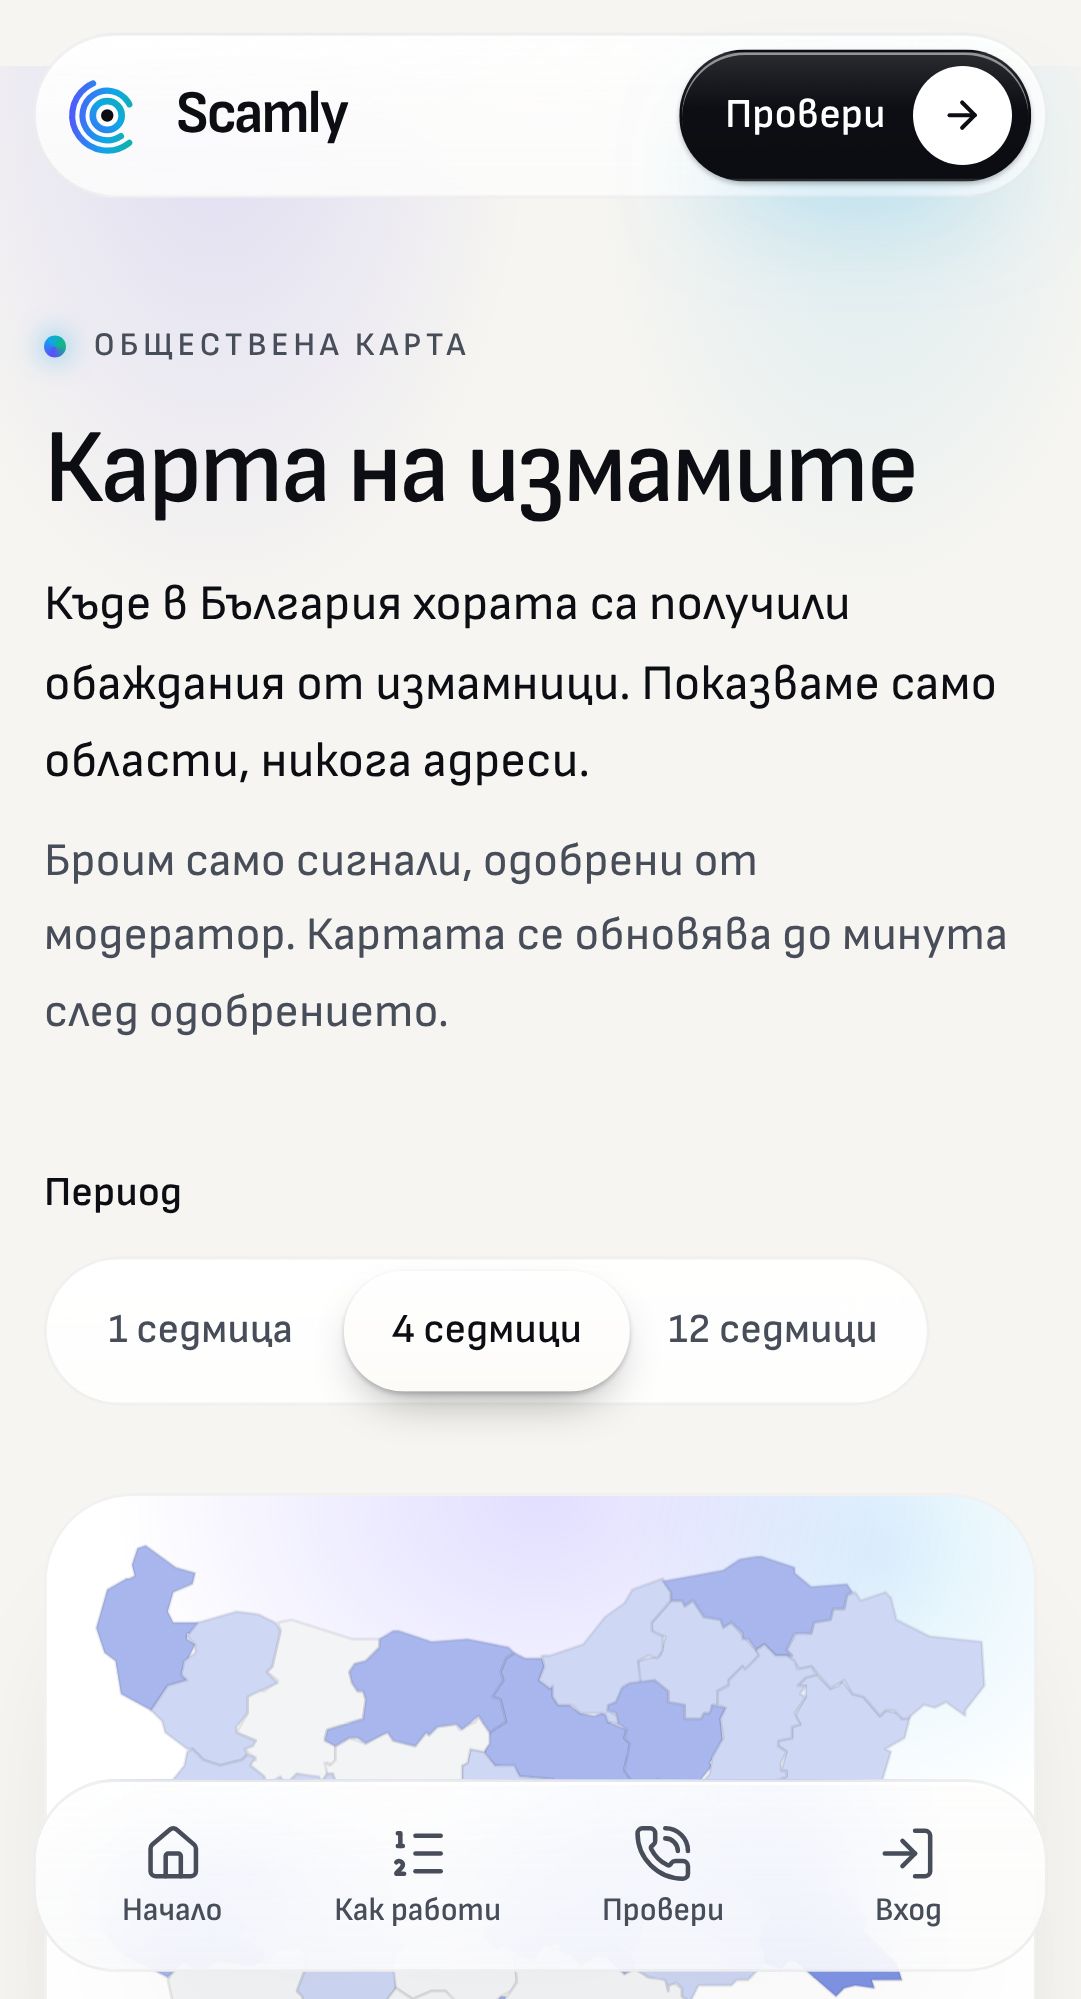 Scamly
Провери
ОБЩЕСТВЕНА КАРТА
Карта на измамите
Къде в България хората са получили
обаждания от измамници. Показваме само
области, никога адреси.
Броим само сигнали, одобрени от
модератор. Картата се обновява до минута
след одобрението.
Период
1 седмица
4 седмици
12 седмици
Начало
Как работи
Провери
Вход